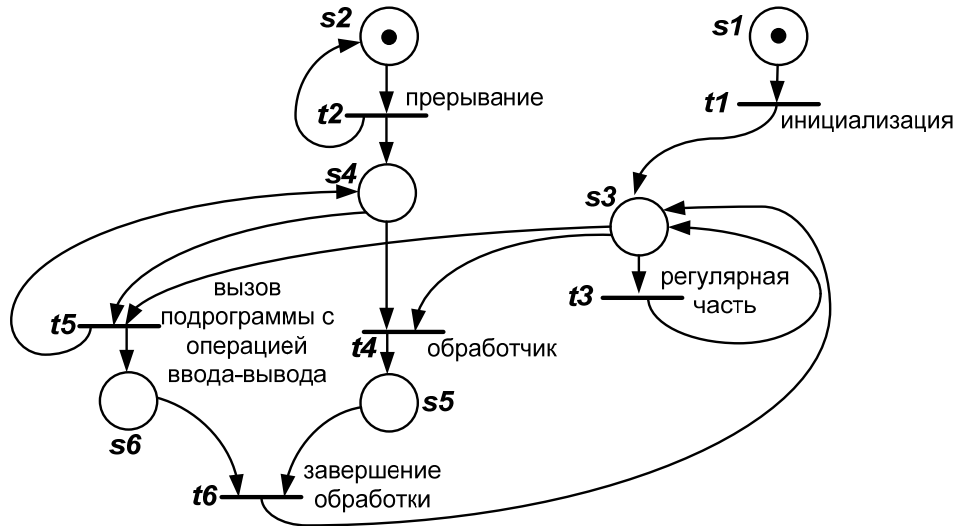 s2
s1
прерывание
t2
t1
инициализация
s4
s3
вызов
подрограммы с
операцией
ввода-вывода
регулярная
часть
t3
t5
t4
обработчик
s5
s6
завершение
обработки
t6